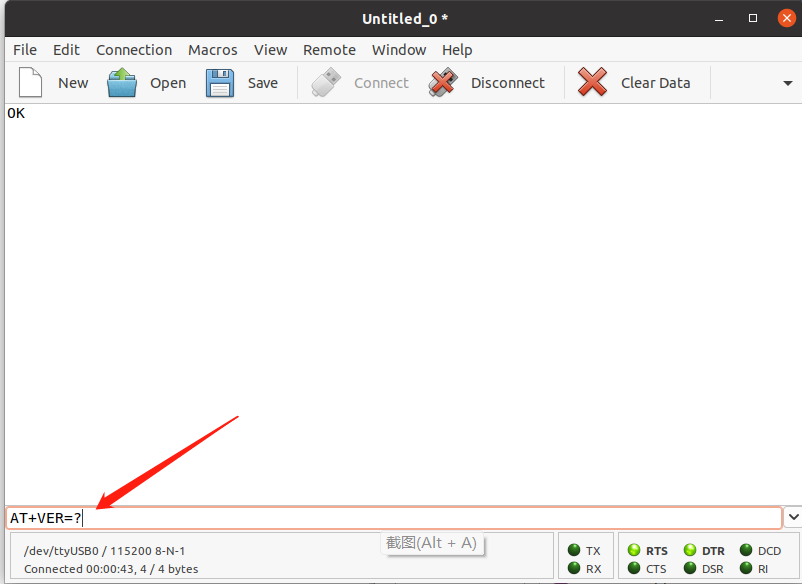 Untitled_0 *
File Edit Connection Macros View Remote Window Help
New Open Save Connect Disconnect Clear Data
OK
AT+VER=?
/dev/ttyUSB0 / 115200 8-N-1
Connected 00:00:43, 4 / 4 bytes
截图(Alt + A)
TX RTS DTR DCD
RX CTS DSR RI